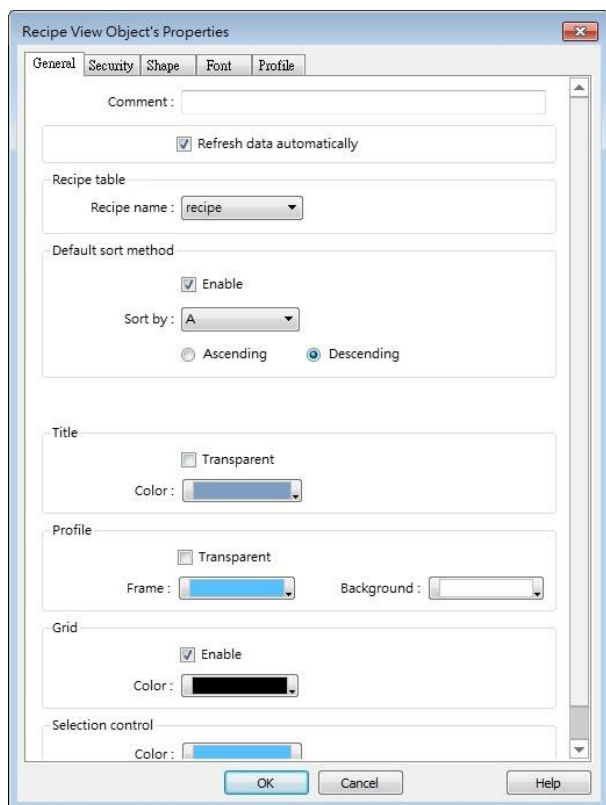 Recipe View Object's Properties
General Security Shape Font Profile
Comment :
Refresh data automatically
Recipe table
Recipe name : recipe
Default sort method
Enable
Sort by : A
Ascending Descending
Title
Transparent
Color :
Profile
Transparent
Frame : Background :
Grid
Enable
Color :
Selection control
Color :
OK Cancel Help